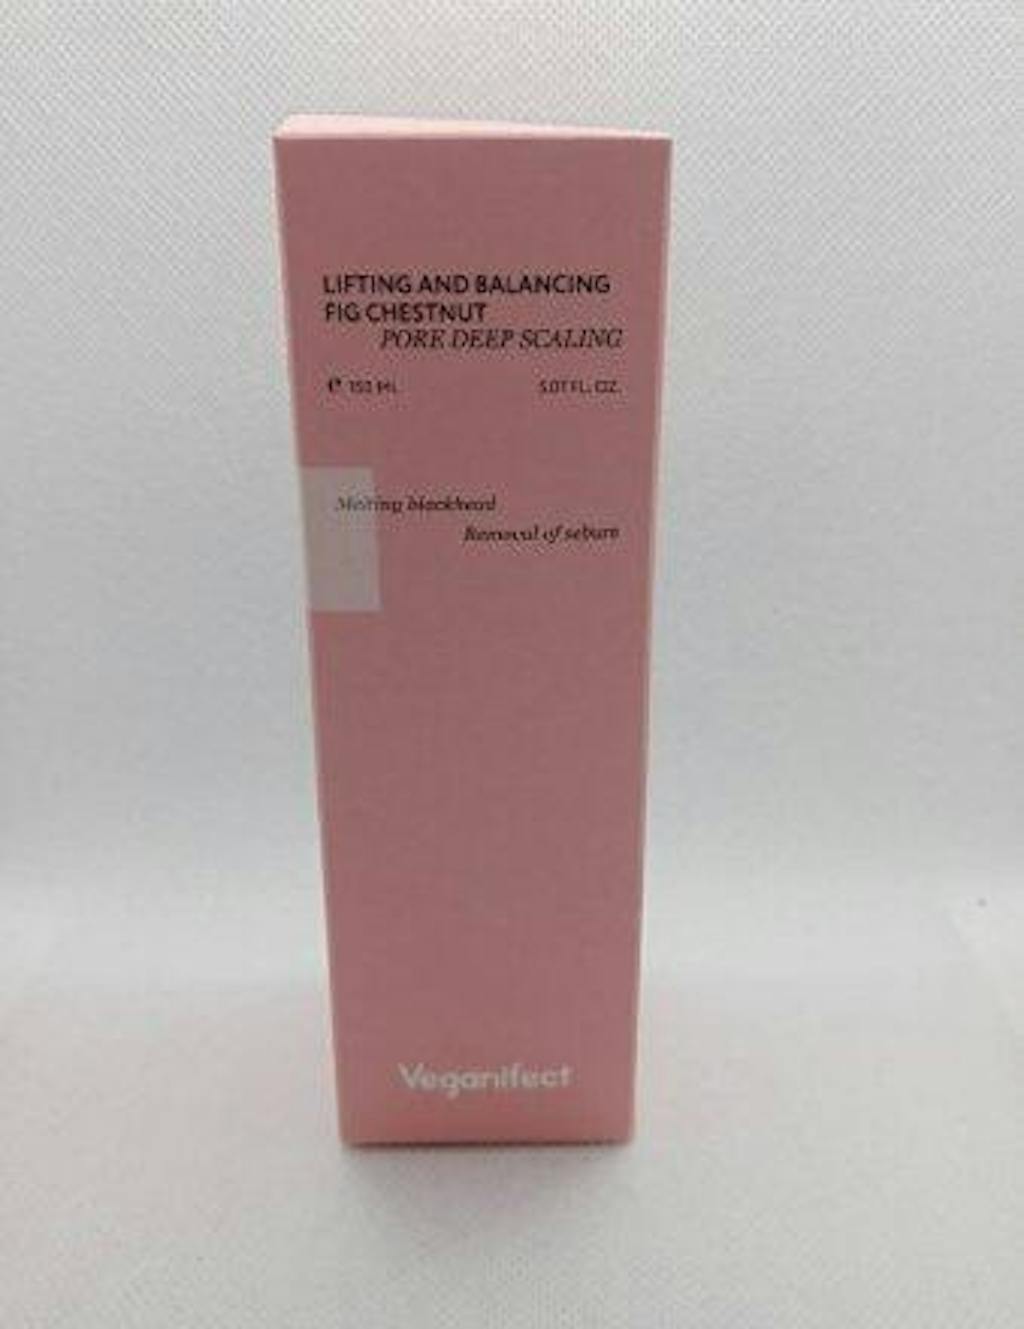 LIFTING AND BALANCING
FIG CHESTNUT
PORE DEEP SCALING
℮ 150 ML 5.07 FL. OZ.
Melting blackhead
Removal of sebum
Veganifect